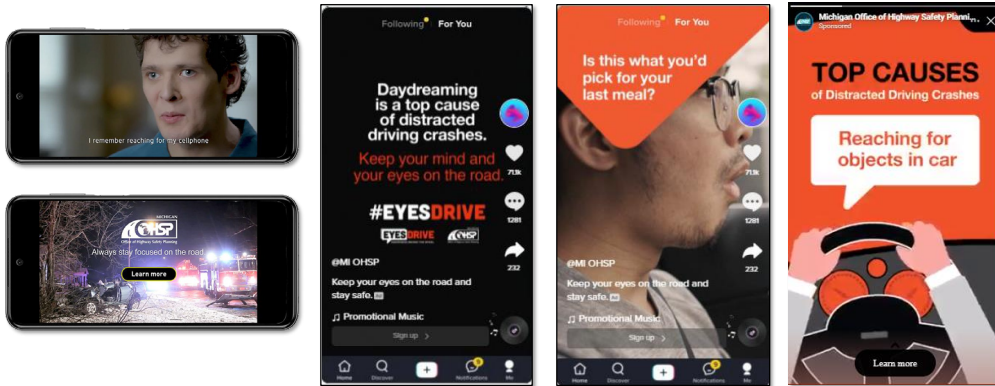 I remember reaching for my cellphone
MICHIGAN
OHSP
Office of Highway Safety Planning
Always stay focused on the road
Learn more
Following For You
Daydreaming
is a top cause
of distracted
driving crashes.
Keep your mind and
your eyes on the road.
71.1k
#EYESDRIVE
1281
EYESDRIVE
OHSP
232
@MI OHSP
Keep your eyes on the road and
stay safe. Ad
Promotional Music
Sign up >
Home Discover Notifications Me
Following For You
Is this what you'd
pick for your
last meal?
71.1k
1281
232
@MI OHSP
Keep your eyes on the road and
stay safe. Ad
Promotional Music
Sign up >
Home Discover Notifications Me
Michigan Office of Highway Safety Planni...
Sponsored
TOP CAUSES
of Distracted Driving Crashes
Reaching for
objects in car
Learn more